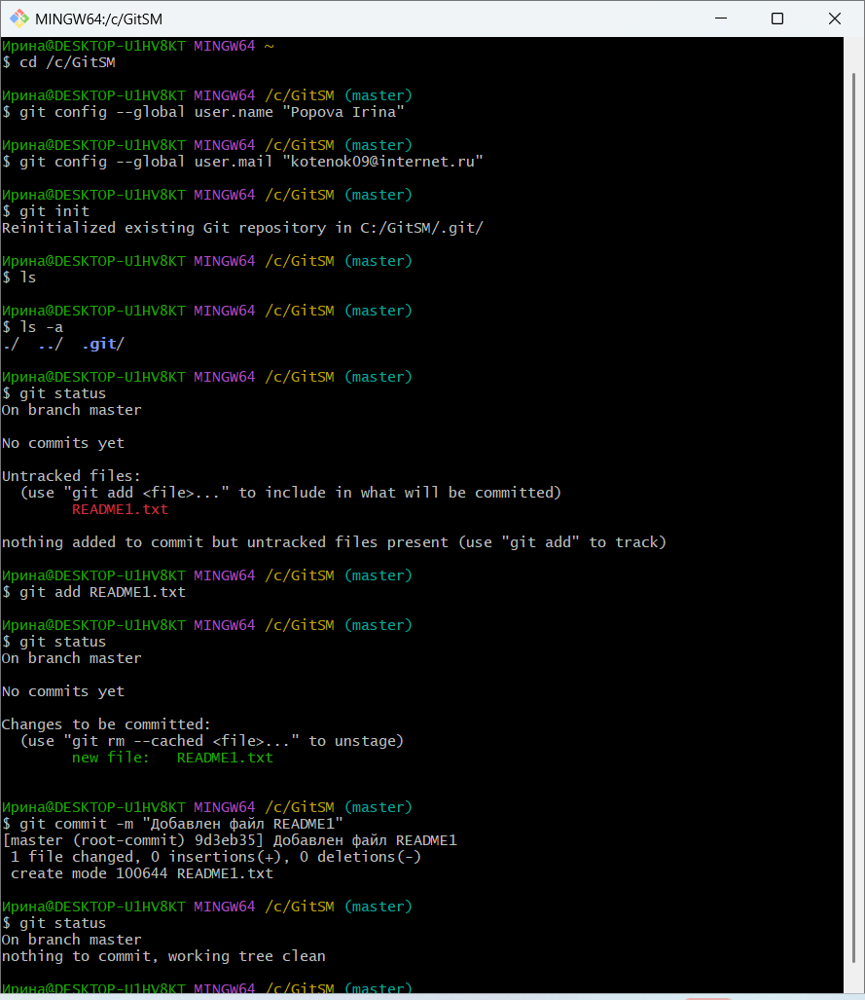 MINGW64:/c/GitSM
Ирина@DESKTOP-U1HV8KT MINGW64 ~
$ cd /c/GitSM
Ирина@DESKTOP-U1HV8KT MINGW64 /c/GitSM (master)
$ git config --global user.name "Popova Irina"
Ирина@DESKTOP-U1HV8KT MINGW64 /c/GitSM (master)
$ git config --global user.mail "kotenok09@internet.ru"
Ирина@DESKTOP-U1HV8KT MINGW64 /c/GitSM (master)
$ git init
Reinitialized existing Git repository in C:/GitSM/.git/
Ирина@DESKTOP-U1HV8KT MINGW64 /c/GitSM (master)
$ ls
Ирина@DESKTOP-U1HV8KT MINGW64 /c/GitSM (master)
$ ls -a
./  ../  .git/
Ирина@DESKTOP-U1HV8KT MINGW64 /c/GitSM (master)
$ git status
On branch master
No commits yet
Untracked files:
  (use "git add <file>..." to include in what will be committed)
        README1.txt
nothing added to commit but untracked files present (use "git add" to track)
Ирина@DESKTOP-U1HV8KT MINGW64 /c/GitSM (master)
$ git add README1.txt
Ирина@DESKTOP-U1HV8KT MINGW64 /c/GitSM (master)
$ git status
On branch master
No commits yet
Changes to be committed:
  (use "git rm --cached <file>..." to unstage)
        new file:   README1.txt
Ирина@DESKTOP-U1HV8KT MINGW64 /c/GitSM (master)
$ git commit -m "Добавлен файл README1"
[master (root-commit) 9d3eb35] Добавлен файл README1
 1 file changed, 0 insertions(+), 0 deletions(-)
 create mode 100644 README1.txt
Ирина@DESKTOP-U1HV8KT MINGW64 /c/GitSM (master)
$ git status
On branch master
nothing to commit, working tree clean
Ирина@DESKTOP-U1HV8KT MINGW64 /c/GitSM (master)